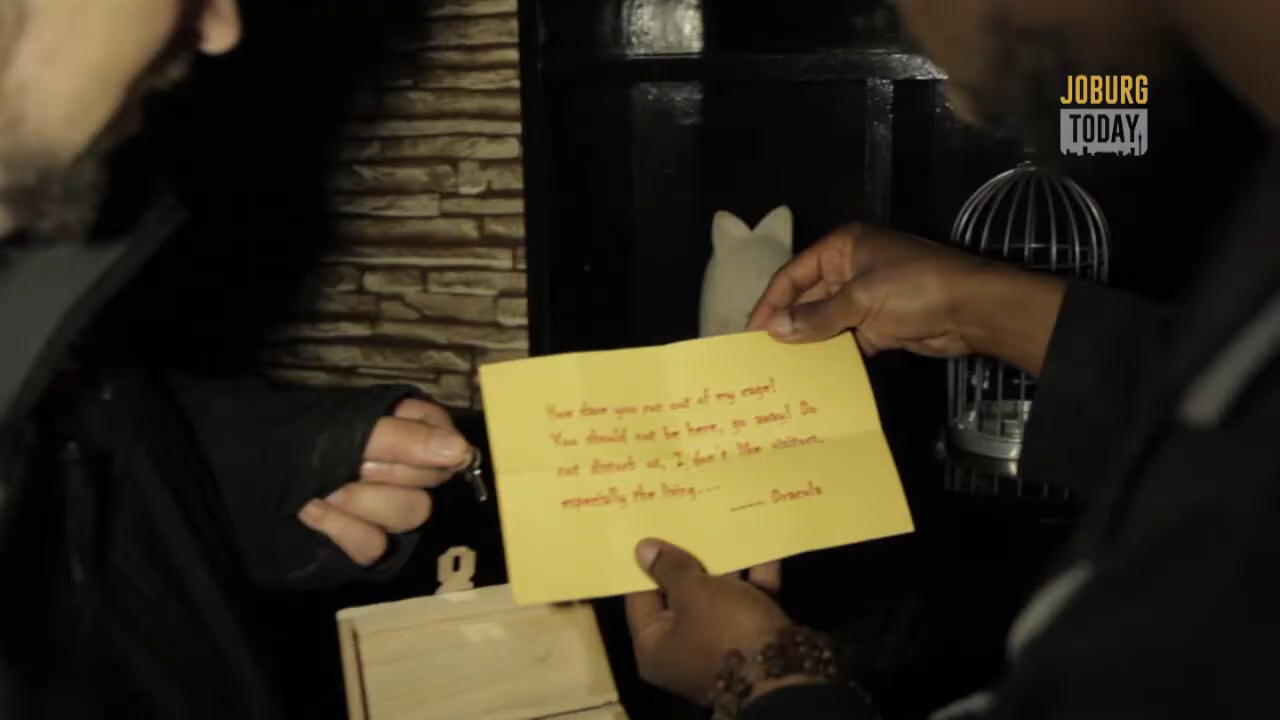 JOBURG
TODAY
How dare you run out of my cage!
You should not be here, go away! Do
not disturb us, I don't like visitors,
especially the living...
Dracula